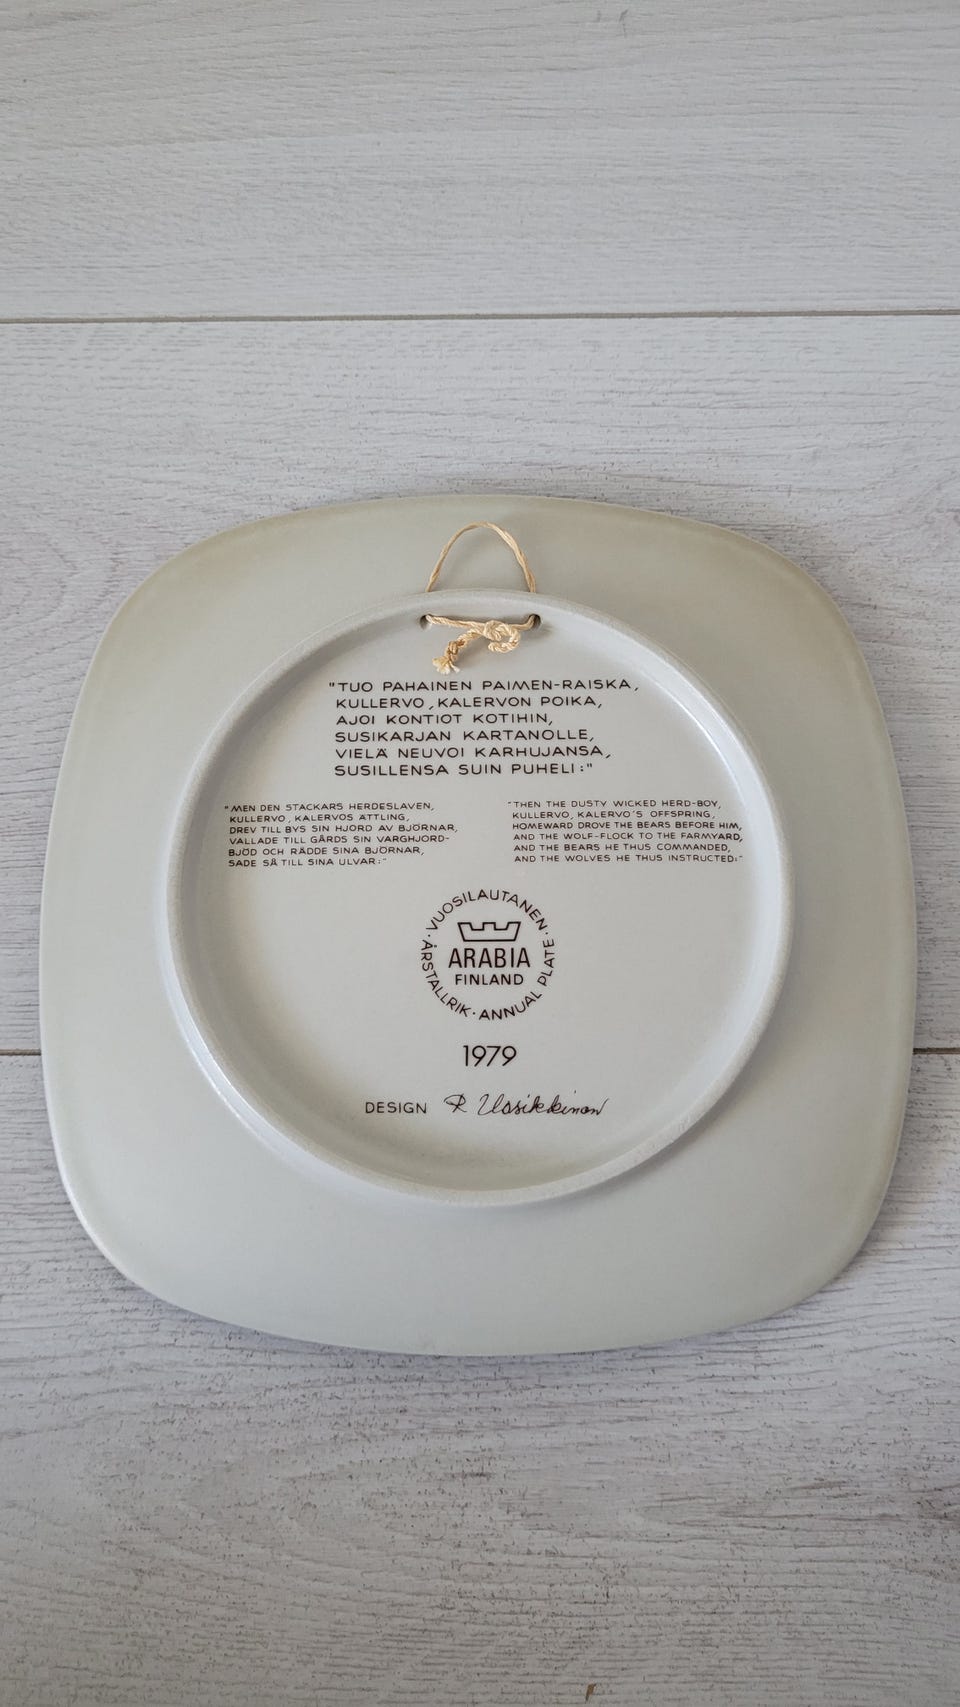 "TUO PAHAINEN PAIMEN-RAISKA,
KULLERVO, KALERVON POIKA,
AJOI KONTIOT KOTIHIN,
SUSIKARJAN KARTANOLLE,
VIELÄ NEUVOI KARHUJANSA,
SUSILLENSA SUIN PUHELI:"
"MEN DEN STACKARS HERDESLAVEN,
KULLERVO, KALERVOS ÄTTLING,
DREV TILL BYS SIN HJORD AV BJÖRNAR,
VALLADE TILL GÅRDS SIN VARGHJORD-
BJÖD OCH RÄDDE SINA BJÖRNAR,
SADE SÅ TILL SINA ULVAR:"
"THEN THE DUSTY WICKED HERD-BOY,
KULLERVO, KALERVO'S OFFSPRING,
HOMEWARD DROVE THE BEARS BEFORE HIM,
AND THE WOLF-FLOCK TO THE FARMYARD,
AND THE BEARS HE THUS COMMANDED,
AND THE WOLVES HE THUS INSTRUCTED:"
· VUOSILAUTANEN ·
ARABIA
FINLAND
ÅRSTALLRIK · ANNUAL PLATE
1979
DESIGN R Uosikkinen